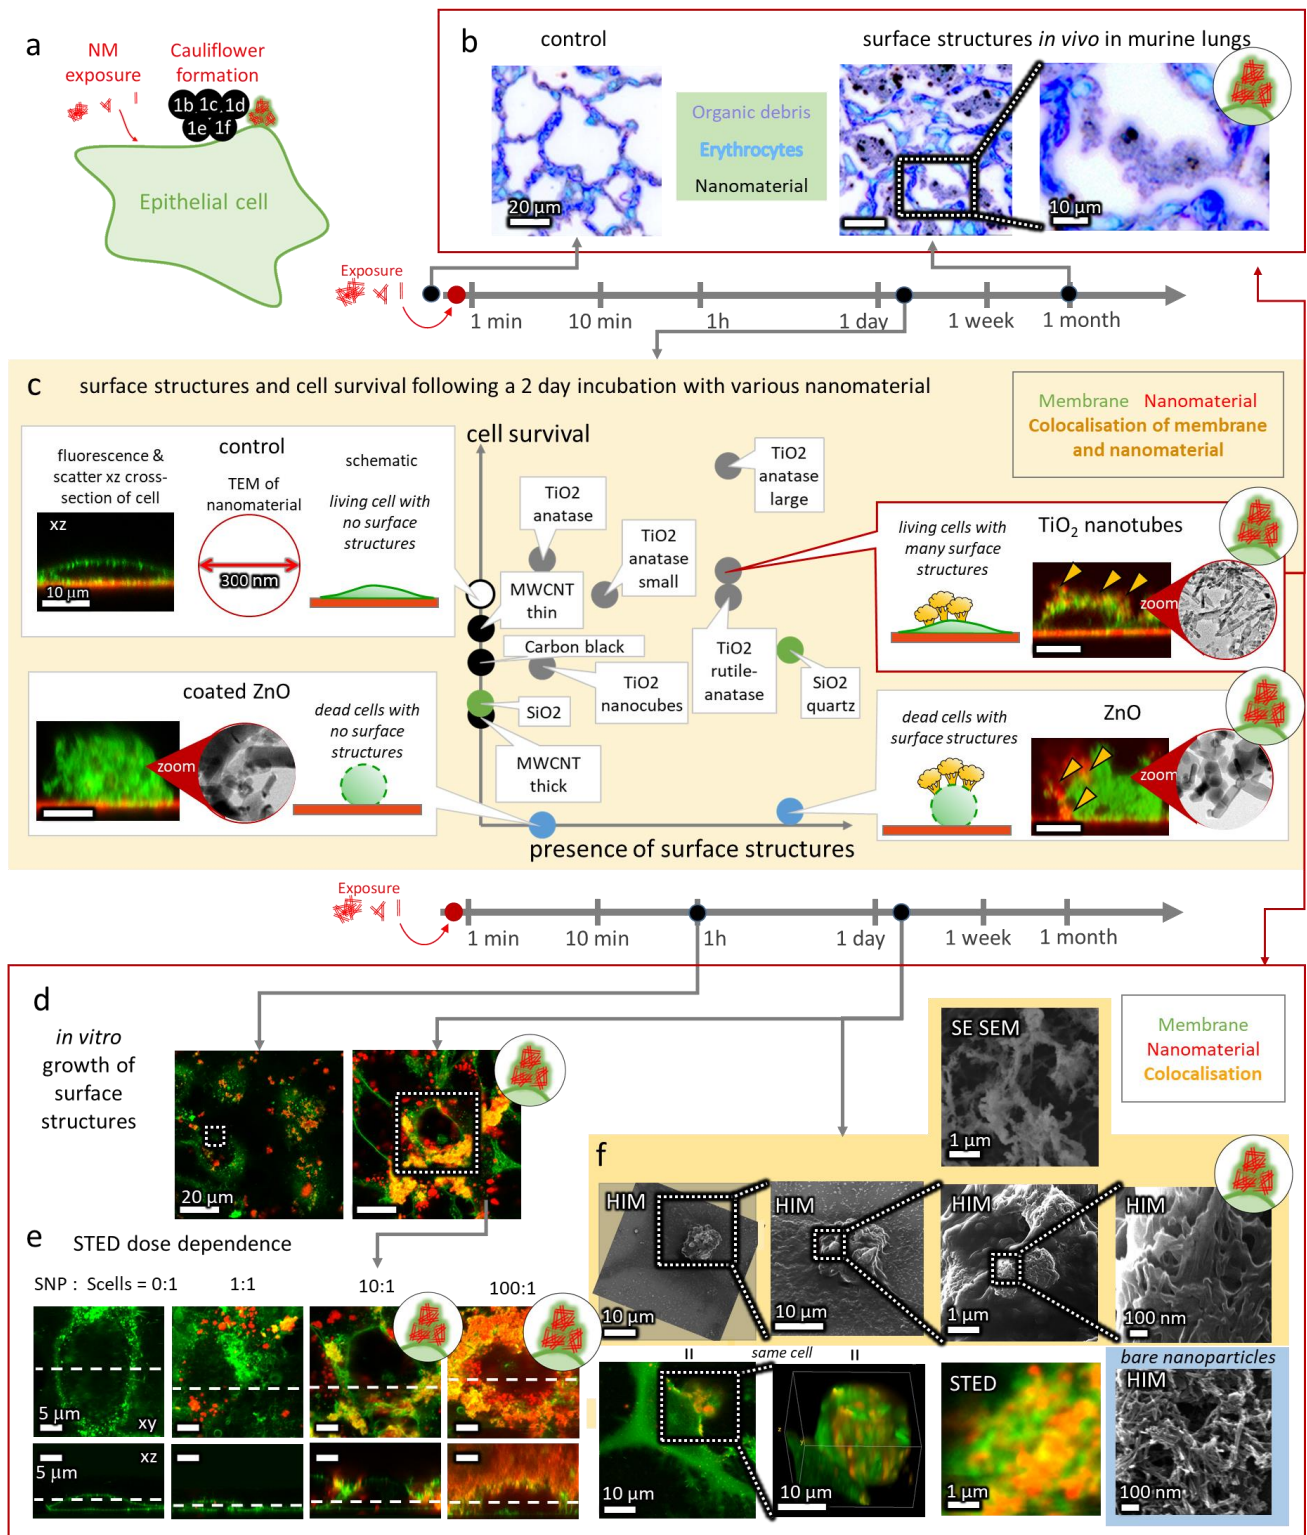 a
NM
exposure
Cauliflower
formation
1b 1c 1d
1e 1f
Epithelial cell
b
control
surface structures in vivo in murine lungs
Organic debris
Erythrocytes
Nanomaterial
20 µm
10 µm
Exposure
1 min
10 min
1h
1 day
1 week
1 month
c
surface structures and cell survival following a 2 day incubation with various nanomaterial
Membrane Nanomaterial
Colocalisation of membrane
and nanomaterial
cell survival
presence of surface structures
control
fluorescence &
scatter xz cross-
section of cell
TEM of
nanomaterial
schematic
living cell with
no surface
structures
xz
10 µm
300 nm
TiO2
anatase
TiO2
anatase
large
TiO2
anatase
small
MWCNT
thin
Carbon black
TiO2
nanocubes
TiO2
rutile-
anatase
SiO2
quartz
SiO2
MWCNT
thick
living cells with
many surface
structures
TiO2 nanotubes
zoom
coated ZnO
dead cells with
no surface
structures
zoom
dead cells with
surface structures
ZnO
zoom
Exposure
1 min
10 min
1h
1 day
1 week
1 month
d
in vitro
growth of
surface
structures
20 µm
Membrane
Nanomaterial
Colocalisation
e
STED dose dependence
SNP : Scells = 0:1
1:1
10:1
100:1
5 µm
xy
xz
5 µm
f
SE SEM
1 µm
HIM
10 µm
HIM
10 µm
HIM
1 µm
HIM
100 nm
=
same cell
=
10 µm
z
10 µm
STED
1 µm
bare nanoparticles
HIM
100 nm